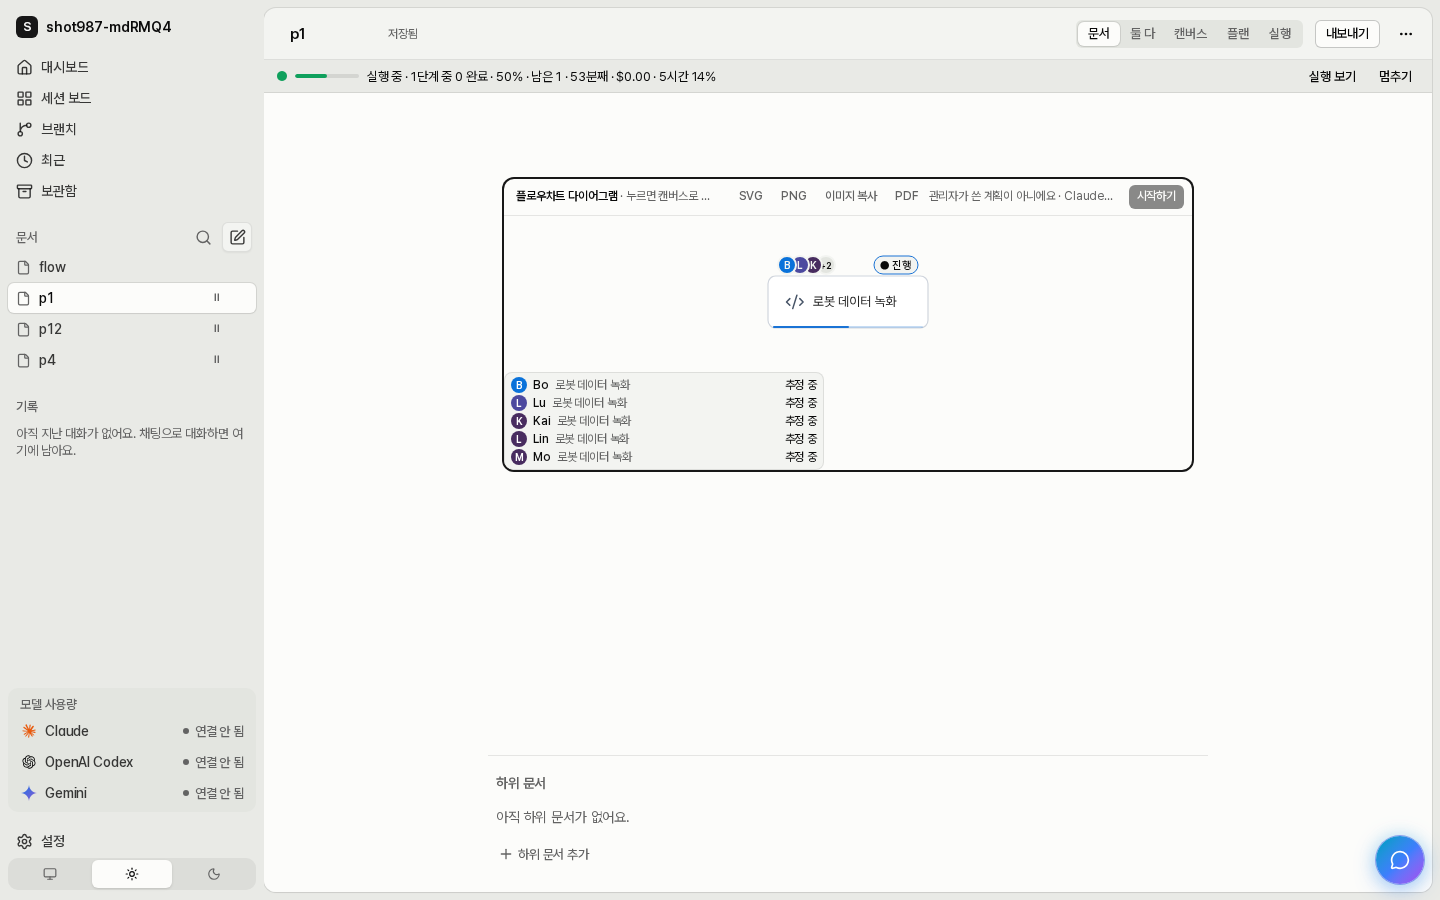 S shot987-mdRMQ4
대시보드
세션 보드
브랜치
최근
보관함
문서
flow
p1
p12
p4
기록
아직 지난 대화가 없어요. 채팅으로 대화하면 여
기에 남아요.
모델 사용량
Claude 연결 안 됨
OpenAI Codex 연결 안 됨
Gemini 연결 안 됨
설정
p1 저장됨 문서 둘 다 캔버스 플랜 실행 내보내기
실행 중 · 1단계 중 0 완료 · 50% · 남은 1 · 53분째 · $0.00 · 5시간 14% 실행 보기 멈추기
플로우차트 다이어그램 · 누르면 캔버스로 ... SVG PNG 이미지 복사 PDF 관리자가 쓴 계획이 아니에요 · Claude... 시작하기
B L K +2 진행
로봇 데이터 녹화
B Bo 로봇 데이터 녹화 추정 중
L Lu 로봇 데이터 녹화 추정 중
K Kai 로봇 데이터 녹화 추정 중
L Lin 로봇 데이터 녹화 추정 중
M Mo 로봇 데이터 녹화 추정 중
하위 문서
아직 하위 문서가 없어요.
하위 문서 추가